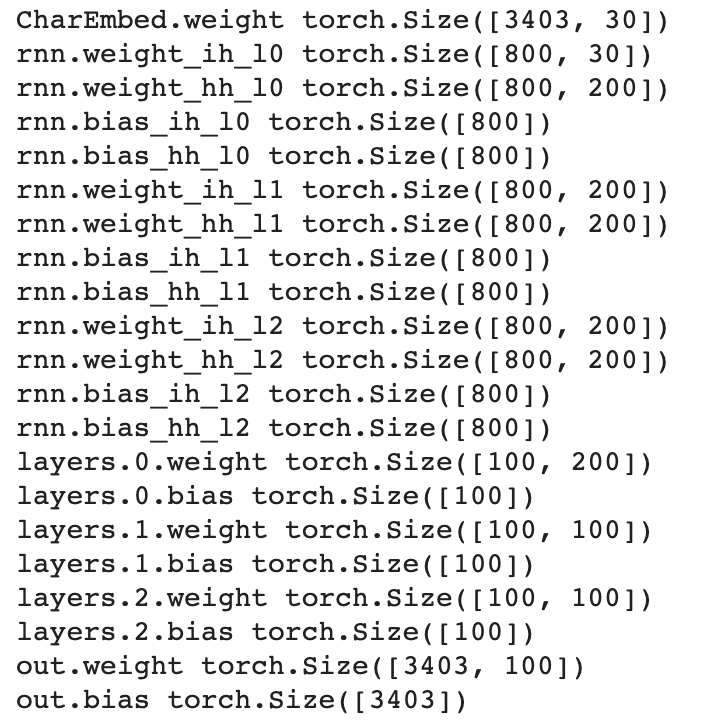 CharEmbed.weight torch.Size([3403, 30])
rnn.weight_ih_l0 torch.Size([800, 30])
rnn.weight_hh_l0 torch.Size([800, 200])
rnn.bias_ih_l0 torch.Size([800])
rnn.bias_hh_l0 torch.Size([800])
rnn.weight_ih_l1 torch.Size([800, 200])
rnn.weight_hh_l1 torch.Size([800, 200])
rnn.bias_ih_l1 torch.Size([800])
rnn.bias_hh_l1 torch.Size([800])
rnn.weight_ih_l2 torch.Size([800, 200])
rnn.weight_hh_l2 torch.Size([800, 200])
rnn.bias_ih_l2 torch.Size([800])
rnn.bias_hh_l2 torch.Size([800])
layers.0.weight torch.Size([100, 200])
layers.0.bias torch.Size([100])
layers.1.weight torch.Size([100, 100])
layers.1.bias torch.Size([100])
layers.2.weight torch.Size([100, 100])
layers.2.bias torch.Size([100])
out.weight torch.Size([3403, 100])
out.bias torch.Size([3403])